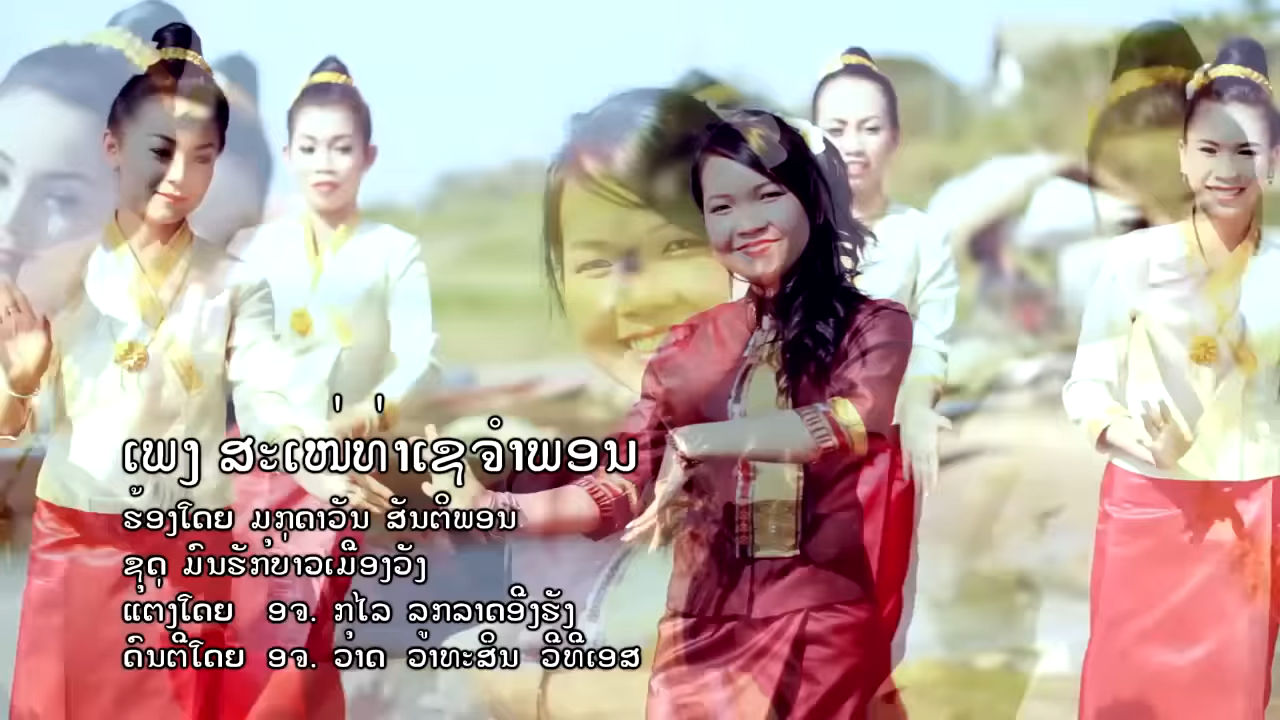 ເພງ ສະເໜ່ທ່າເຊຈຳພອນ
ຮ້ອງໂດຍ ມຸກດາວັນ ສັນຕິພອນ
ຊຸດ ມົນຮັກບ່າວເມືອງວັງ
ແຕ່ງໂດຍ ອຈ. ກຸໄລ ລູກລາດອີງຮັງ
ດົນຕີໂດຍ ອຈ. ວ່າດ ວ່າທະສິນ ວີທີເອສ